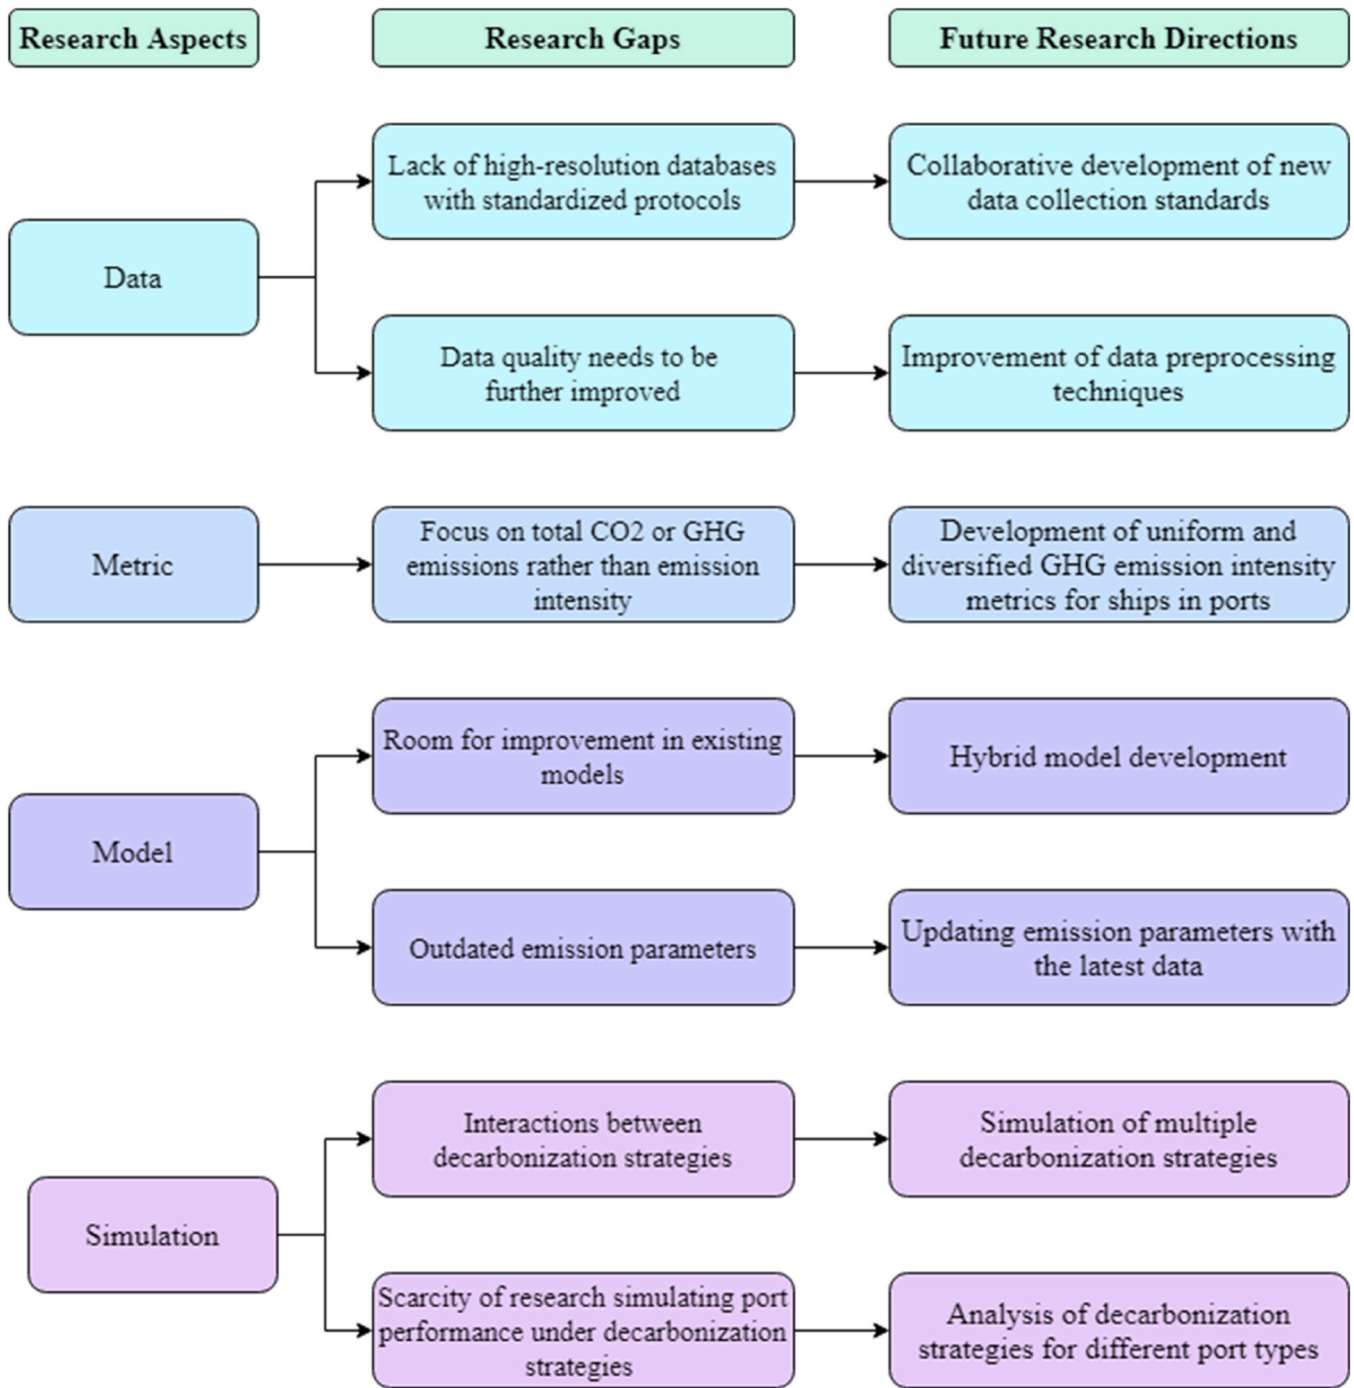 Research Aspects
Research Gaps
Future Research Directions
Data
Lack of high-resolution databases
with standardized protocols
Collaborative development of new
data collection standards
Data quality needs to be
further improved
Improvement of data preprocessing
techniques
Metric
Focus on total CO2 or GHG
emissions rather than emission
intensity
Development of uniform and
diversified GHG emission intensity
metrics for ships in ports
Model
Room for improvement in existing
models
Hybrid model development
Outdated emission parameters
Updating emission parameters with
the latest data
Simulation
Interactions between
decarbonization strategies
Simulation of multiple
decarbonization strategies
Scarcity of research simulating port
performance under decarbonization
strategies
Analysis of decarbonization
strategies for different port types